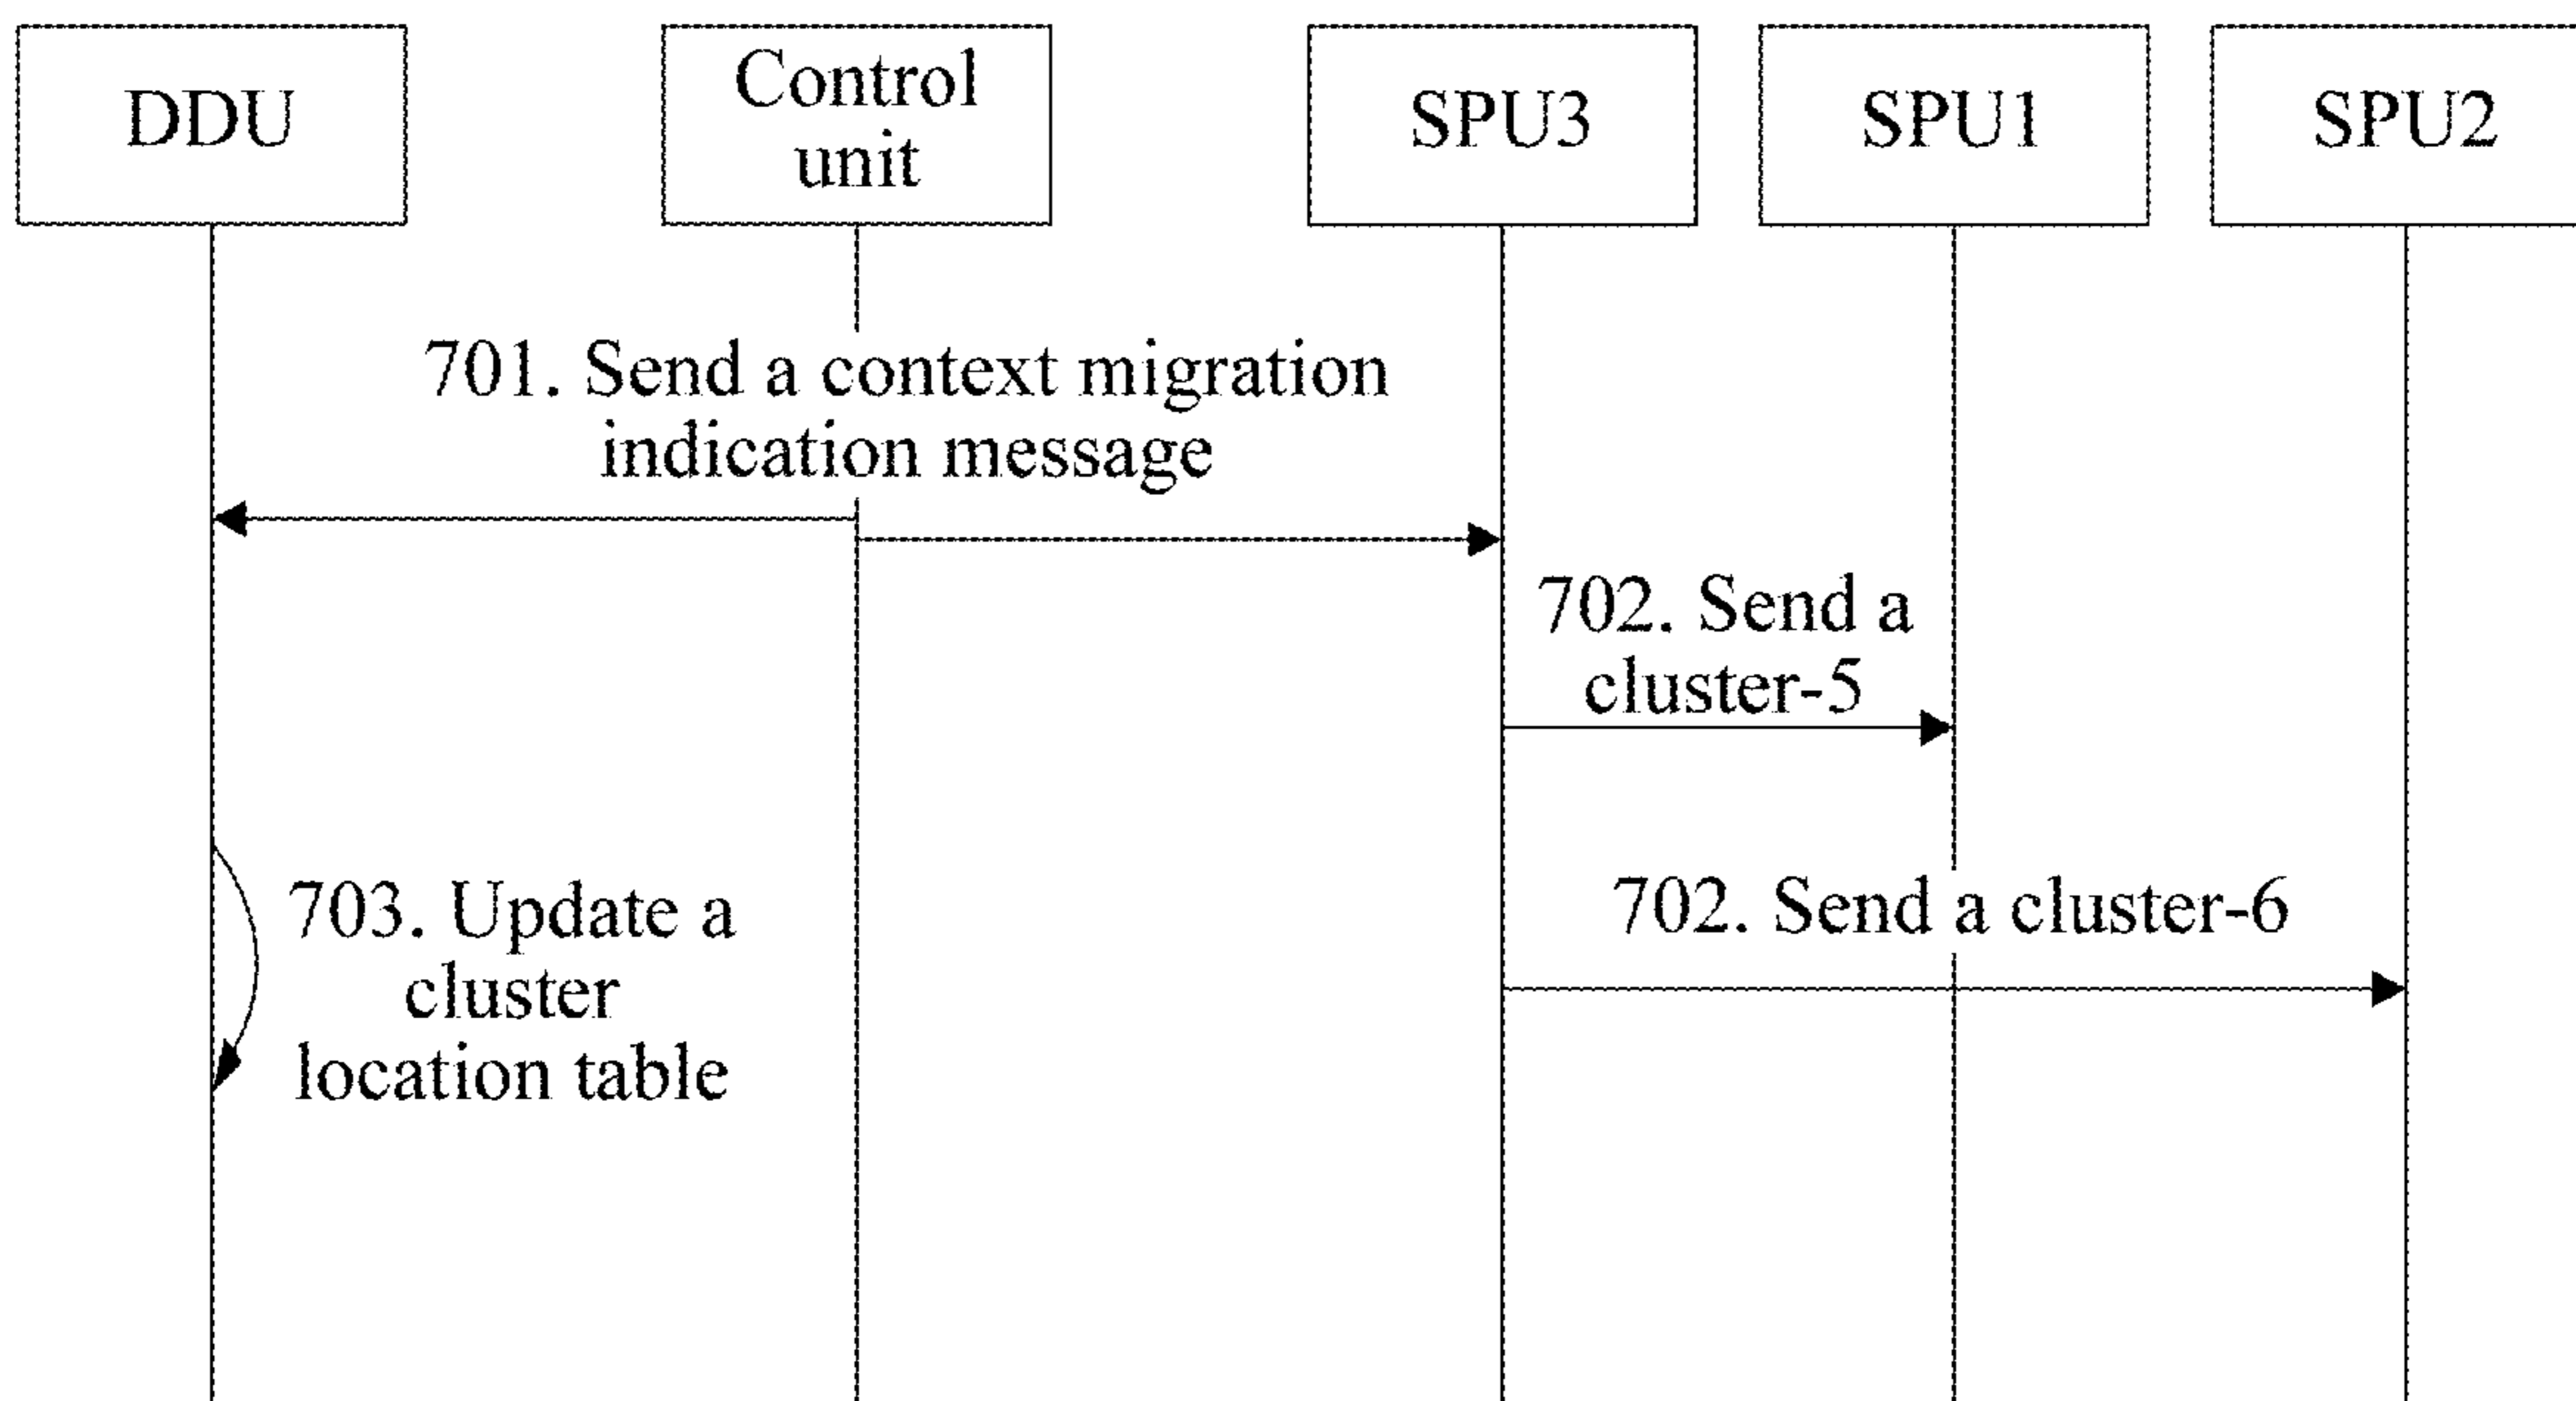 DDU
Control
unit
SPU3
SPU1
SPU2
701. Send a context migration
indication message
702. Send a
cluster-5
702. Send a cluster-6
703. Update a
cluster
location table